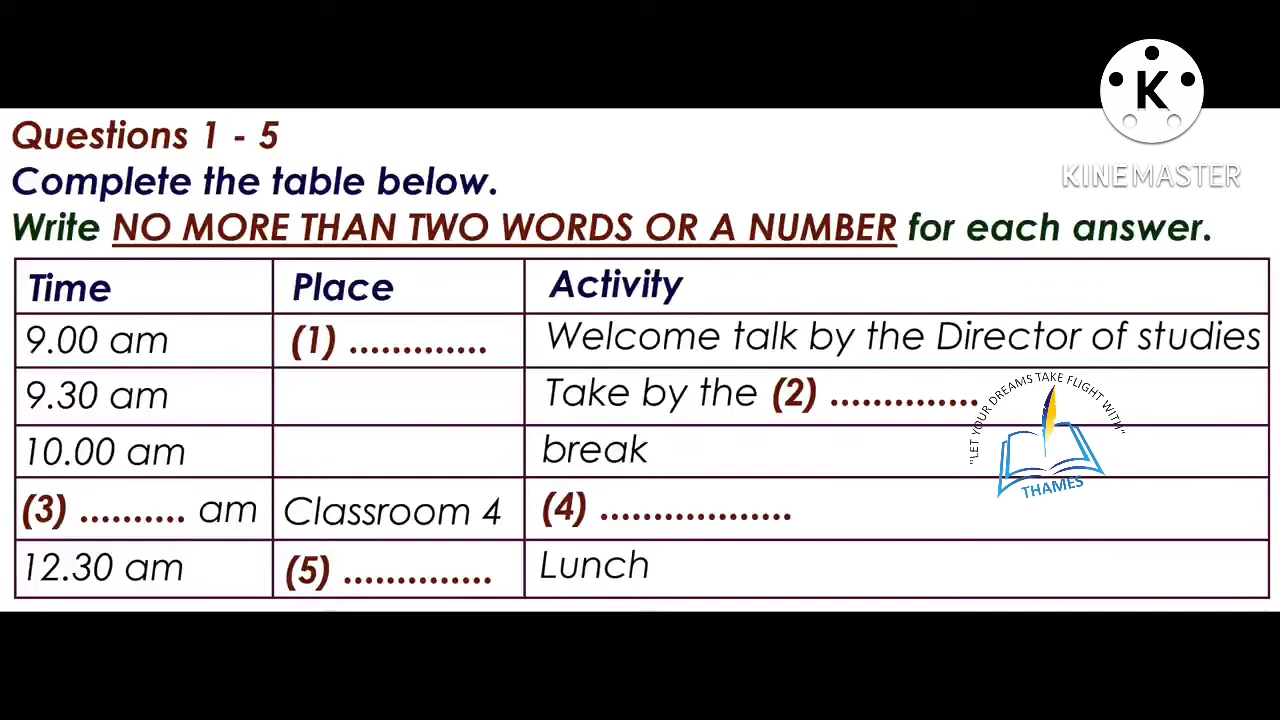 K
KINEMASTER
Questions 1 - 5
Complete the table below.
Write NO MORE THAN TWO WORDS OR A NUMBER for each answer.
Time Place Activity
9.00 am (1) ............. Welcome talk by the Director of studies
9.30 am Take by the (2) ..............
10.00 am break
(3) .......... am Classroom 4 (4) ..................
12.30 am (5) .............. Lunch
"LET YOUR DREAMS TAKE FLIGHT WITH"
THAMES